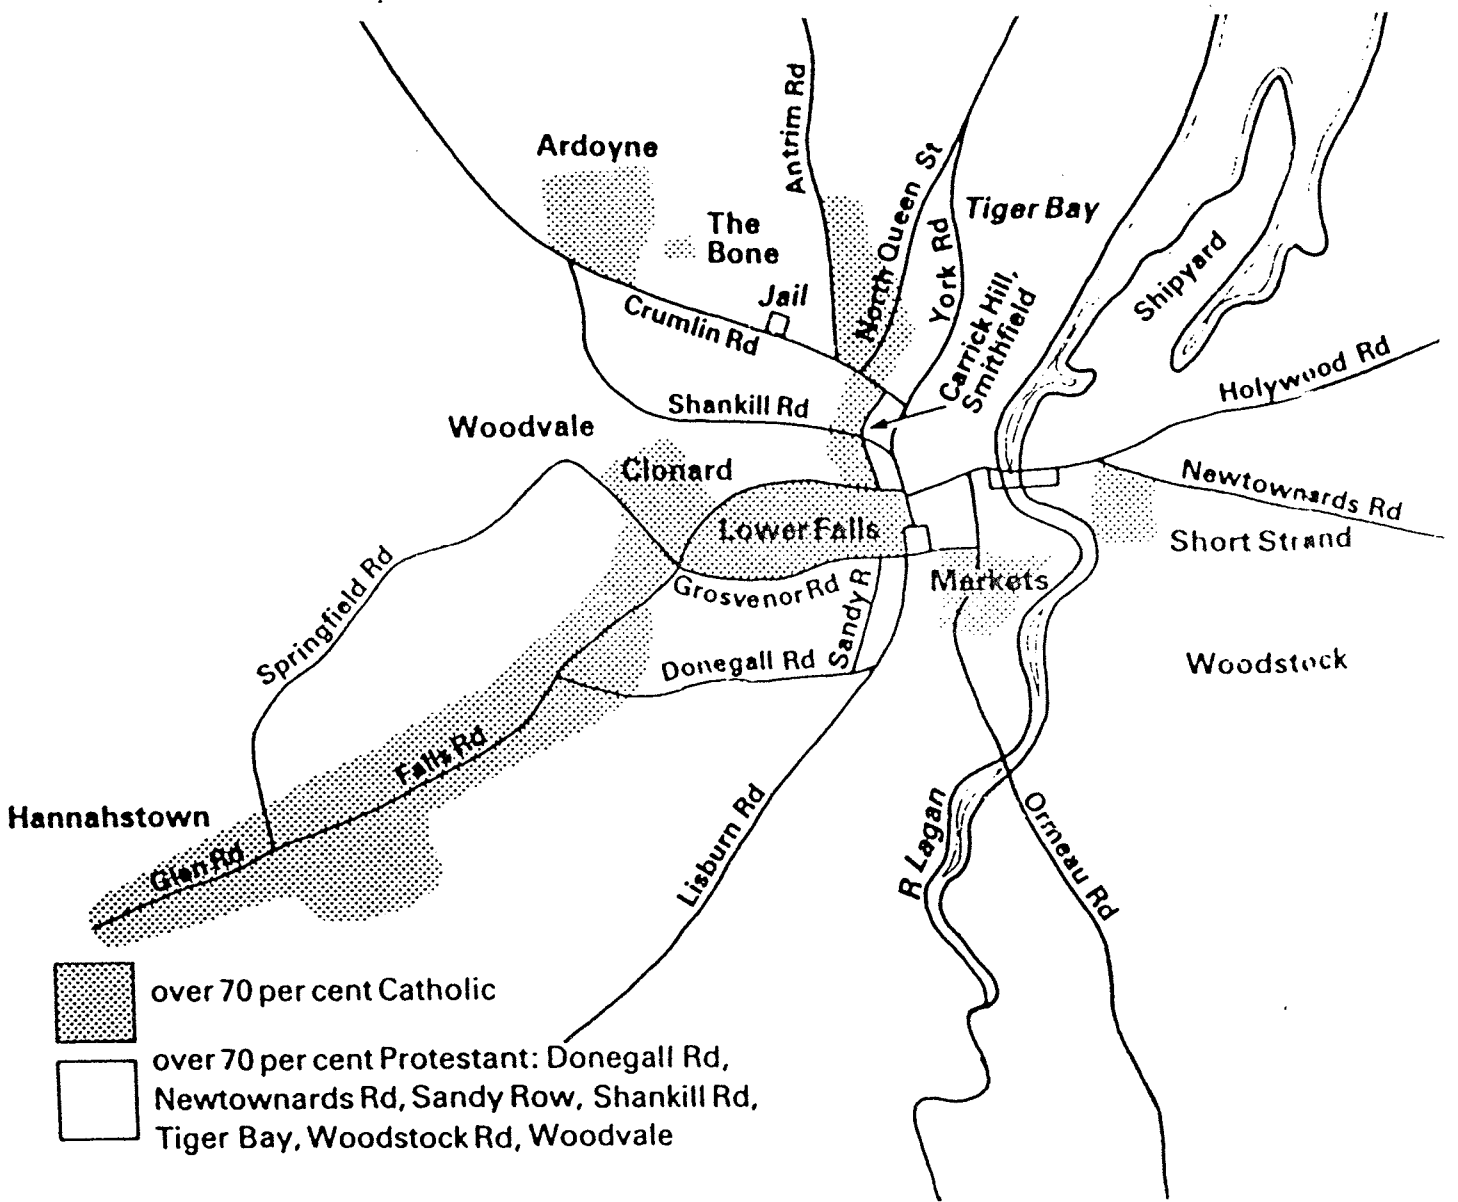 Ardoyne
The
Bone
Jail
Antrim Rd
North Queen St
York Rd
Tiger Bay
Carrick Hill,
Smithfield
Shipyard
Crumlin Rd
Holywood Rd
Shankill Rd
Woodvale
Clonard
Newtownards Rd
Lower Falls
Short Strand
Markets
Grosvenor Rd
Sandy R
Springfield Rd
Donegall Rd
Woodstock
Falls Rd
Hannahstown
Glen Rd
Lisburn Rd
R Lagan
Ormeau Rd
over 70 per cent Catholic
over 70 per cent Protestant: Donegall Rd,
Newtownards Rd, Sandy Row, Shankill Rd,
Tiger Bay, Woodstock Rd, Woodvale